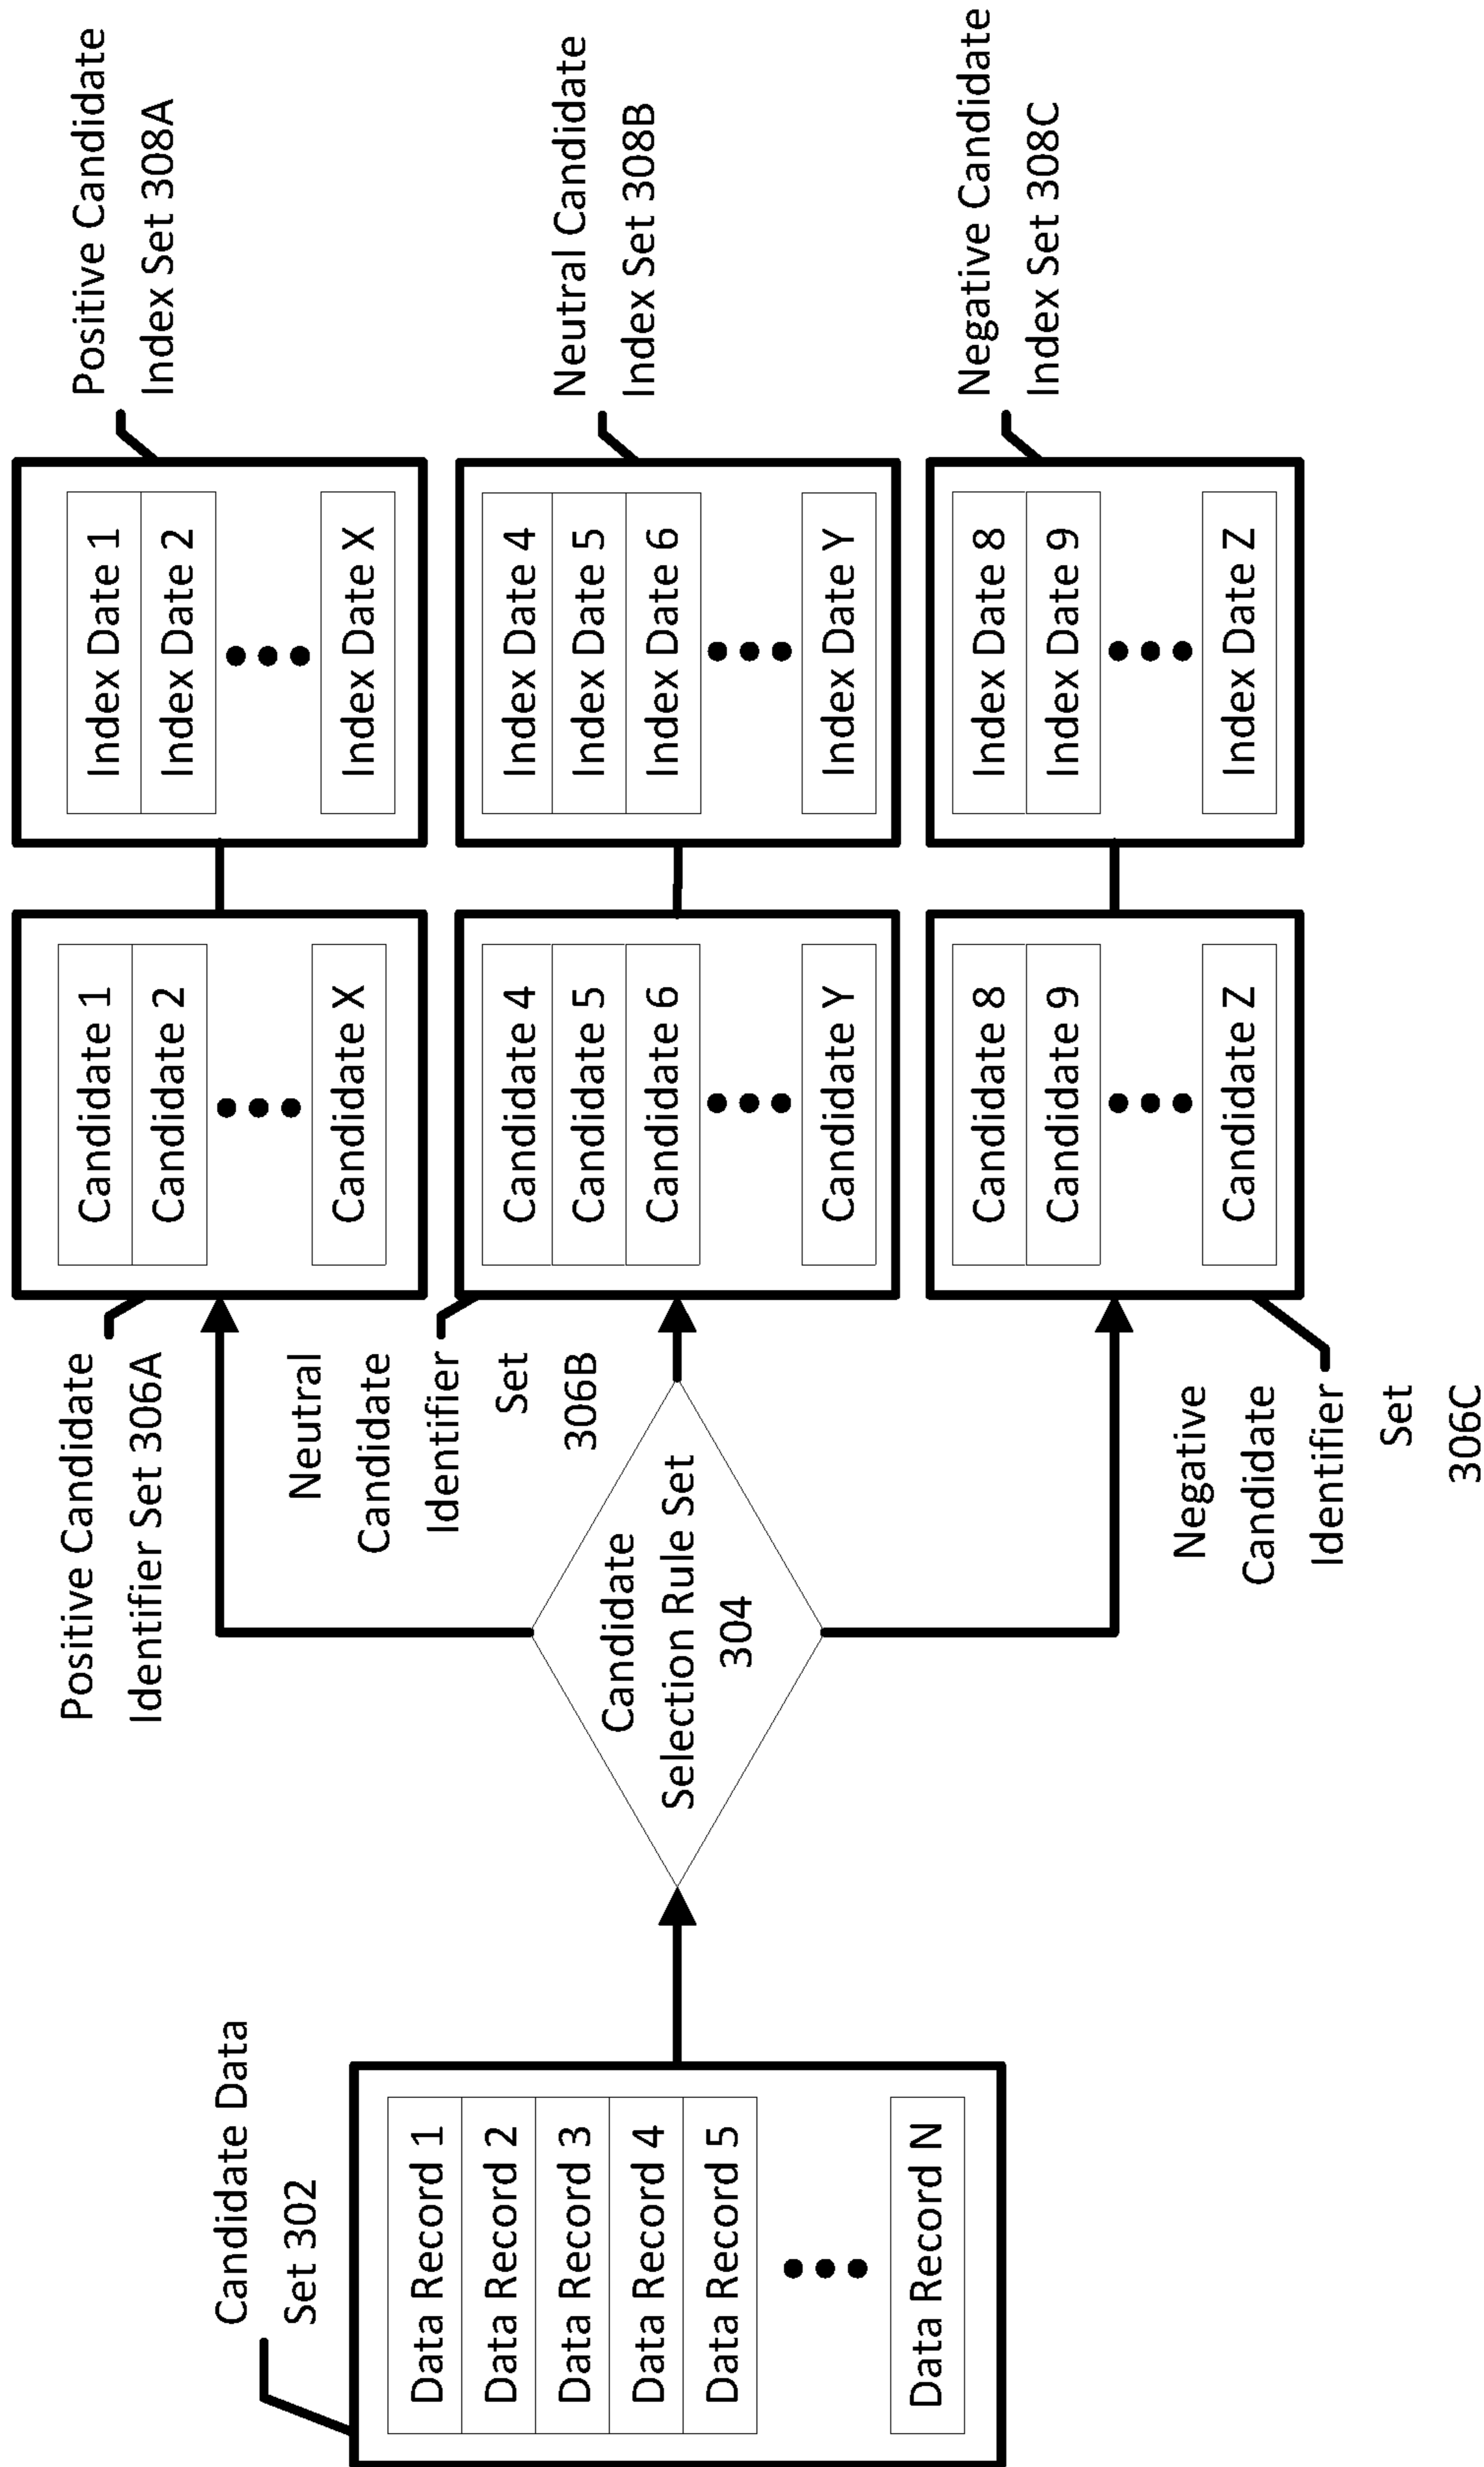 Candidate Data
Set 302
Data Record 1
Data Record 2
Data Record 3
Data Record 4
Data Record 5
Data Record N
Candidate
Selection Rule Set
304
Positive Candidate
Identifier Set 306A
Candidate 1
Candidate 2
Candidate X
Positive Candidate
Index Set 308A
Index Date 1
Index Date 2
Index Date X
Neutral
Candidate
Identifier
Set
306B
Candidate 4
Candidate 5
Candidate 6
Candidate Y
Neutral Candidate
Index Set 308B
Index Date 4
Index Date 5
Index Date 6
Index Date Y
Negative
Candidate
Identifier
Set
306C
Candidate 8
Candidate 9
Candidate Z
Negative Candidate
Index Set 308C
Index Date 8
Index Date 9
Index Date Z